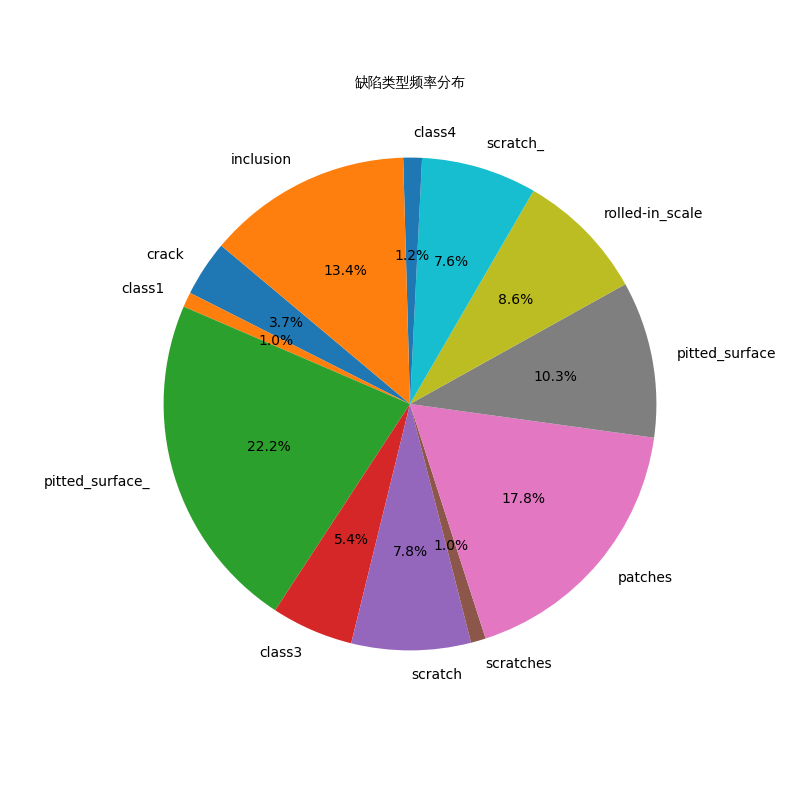 缺陷类型频率分布
class4
scratch_
inclusion
rolled-in_scale
crack
class1
pitted_surface
pitted_surface_
patches
class3
scratch
scratches
1.2%
7.6%
13.4%
8.6%
3.7%
1.0%
10.3%
22.2%
17.8%
5.4%
7.8%
1.0%